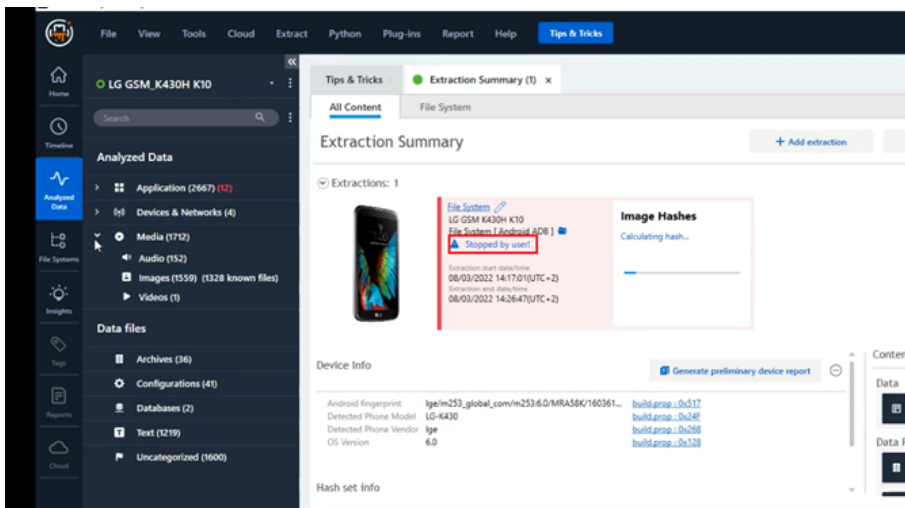 File View Tools Cloud Extract Python Plug-ins Report Help Tips & Tricks
Home
Timeline
Analyzed Data
File Systems
Insights
Tags
Reports
Cloud
«
LG GSM_K430H K10
Search
Analyzed Data
Application (2667) (12)
Devices & Networks (4)
Media (1712)
Audio (152)
Images (1559) (1328 known files)
Videos (1)
Data files
Archives (36)
Configurations (41)
Databases (2)
Text (1219)
Uncategorized (1600)
Tips & Tricks × Extraction Summary (1) ×
All Content File System
Extraction Summary
+ Add extraction
Extractions: 1
File System
LG GSM K430H K10
File System [ Android ADB ]
Stopped by user!
Extraction start date/time
08/03/2022 14:17:01(UTC+2)
Extraction end date/time
08/03/2022 14:26:47(UTC+2)
Image Hashes
Calculating hash...
Device Info
Generate preliminary device report
Android fingerprint lge/m253_global_com/m253:6.0/MRA58K/160361... build.prop : 0x517
Detected Phone Model LG-K430 build.prop : 0x24F
Detected Phone Vendor lge build.prop : 0x268
OS Version 6.0 build.prop : 0x128
Hash set info
Conter
Data
Data F